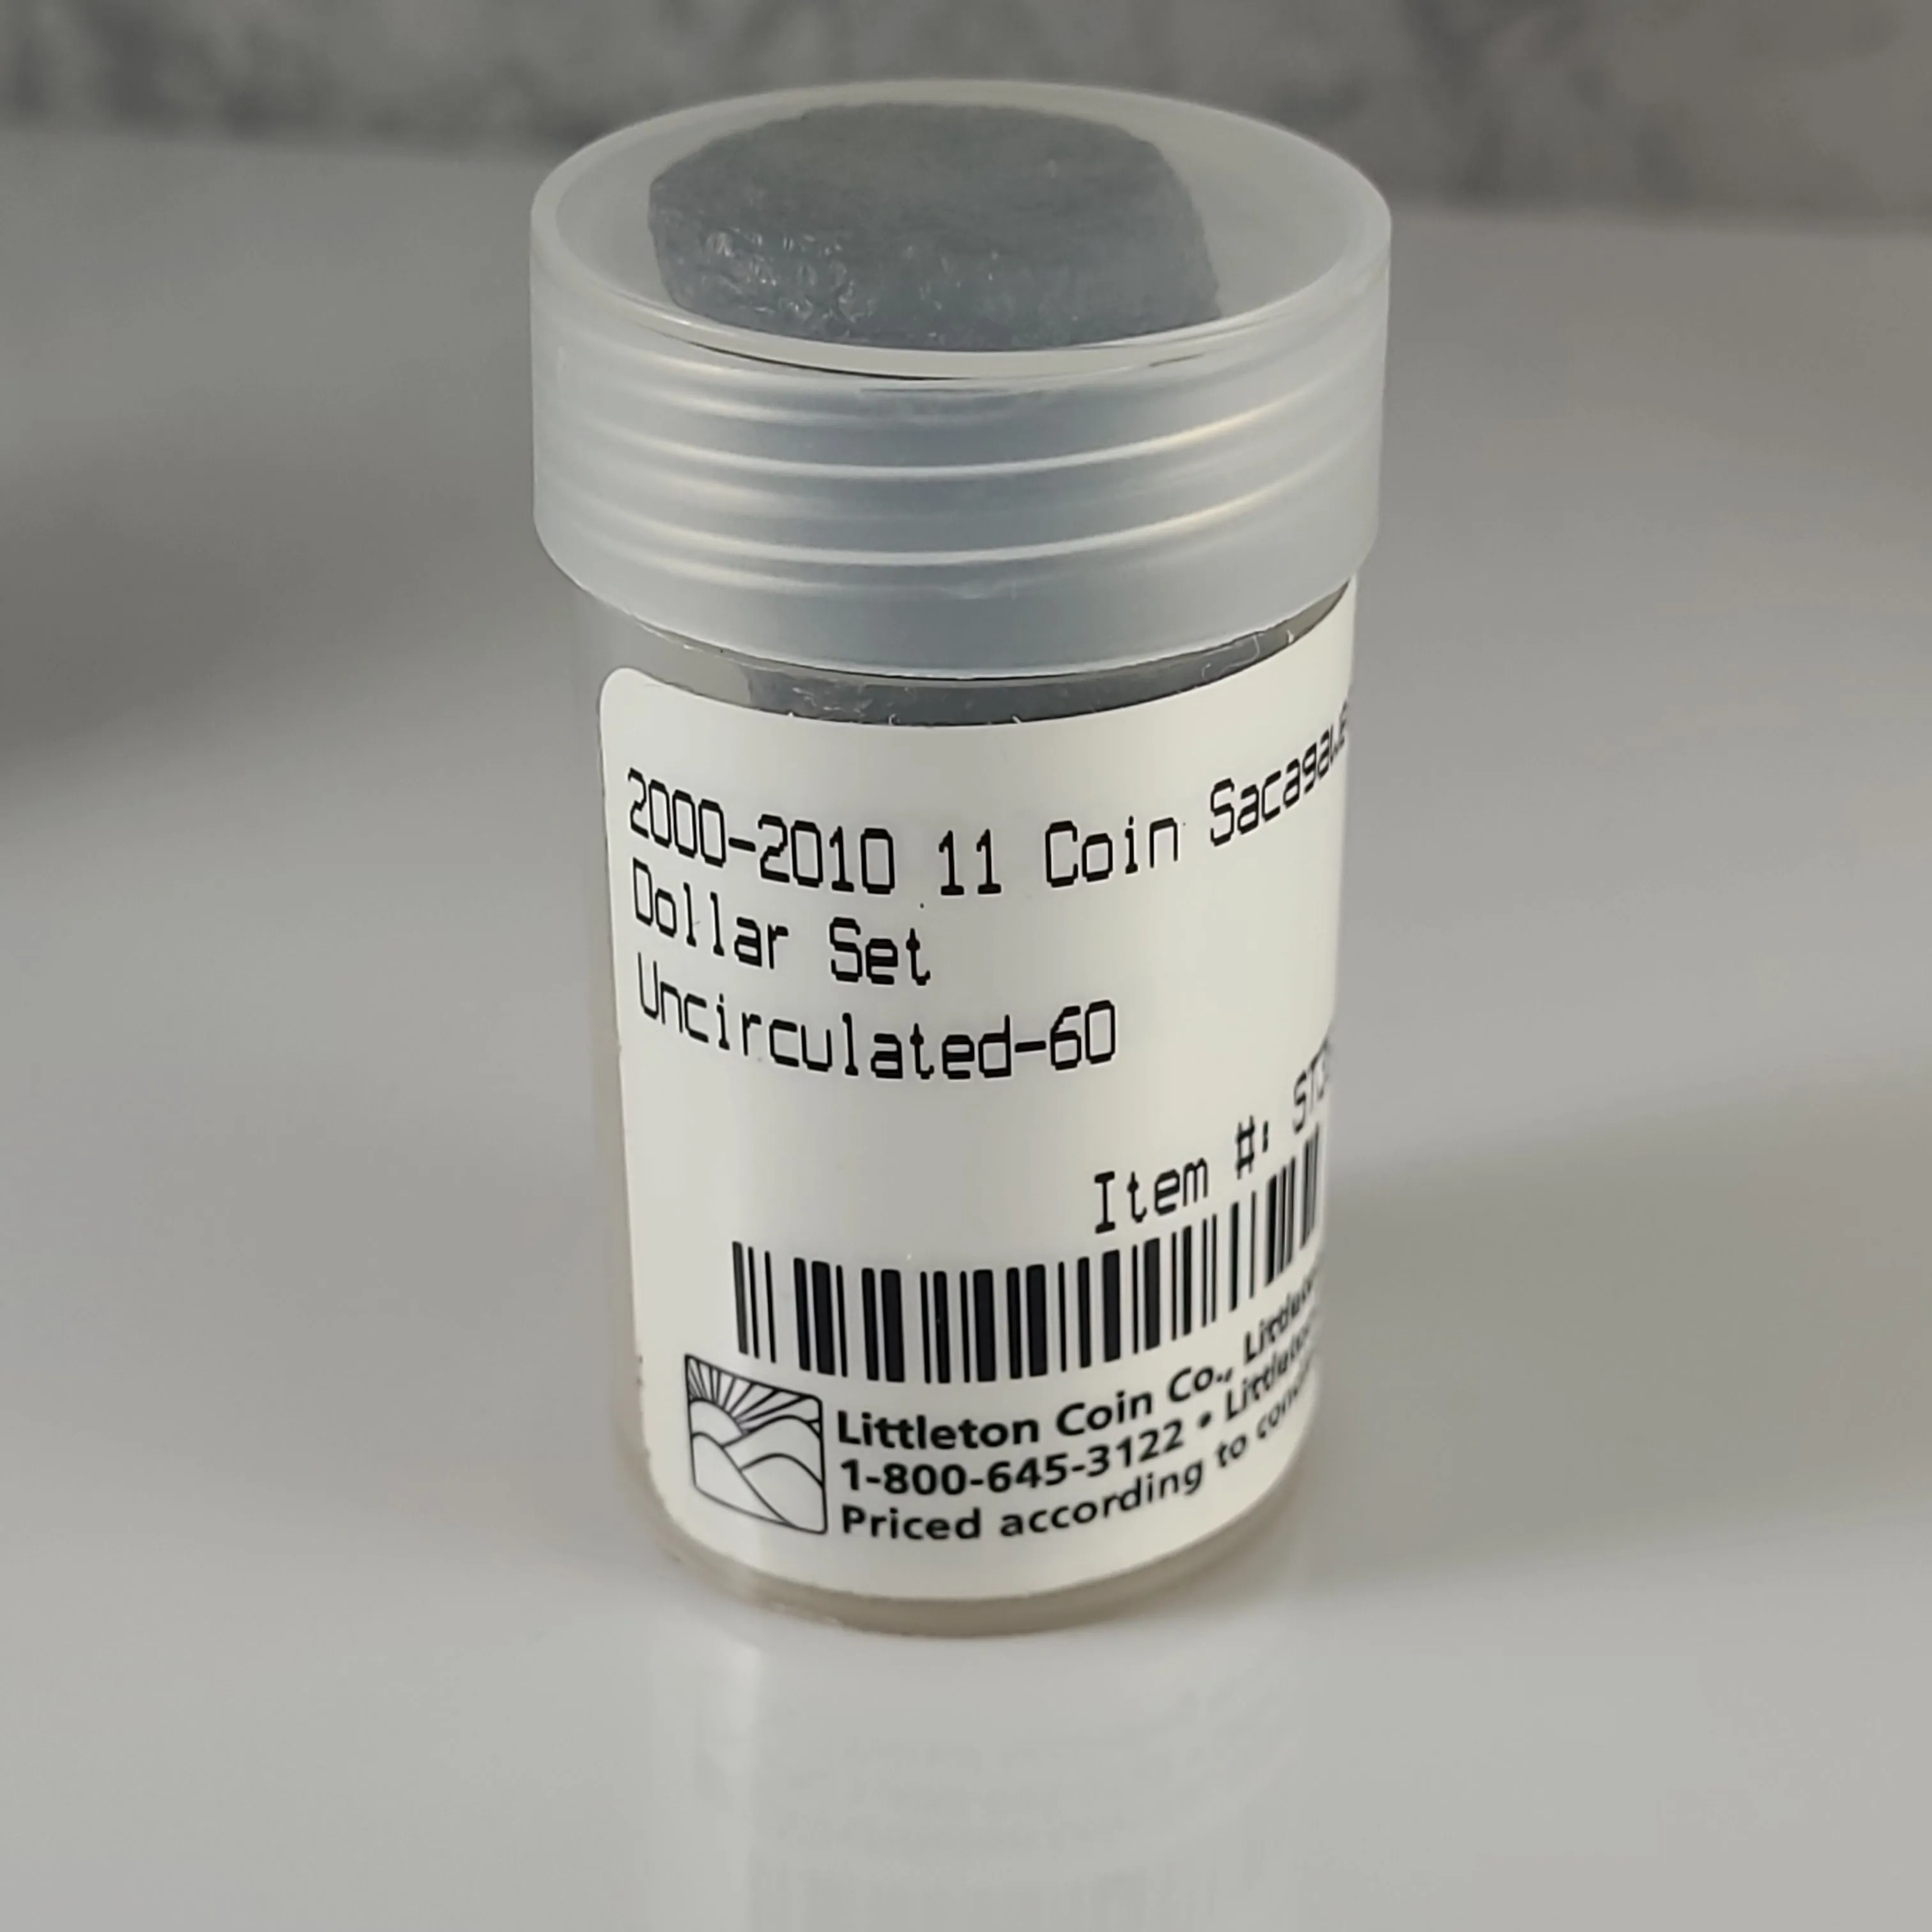 2000-2010 11 Coin
Dollar Set
Uncirculated-60
Item #:
Littleton Coin Co.,
1-800-645-3122 •
Priced according to